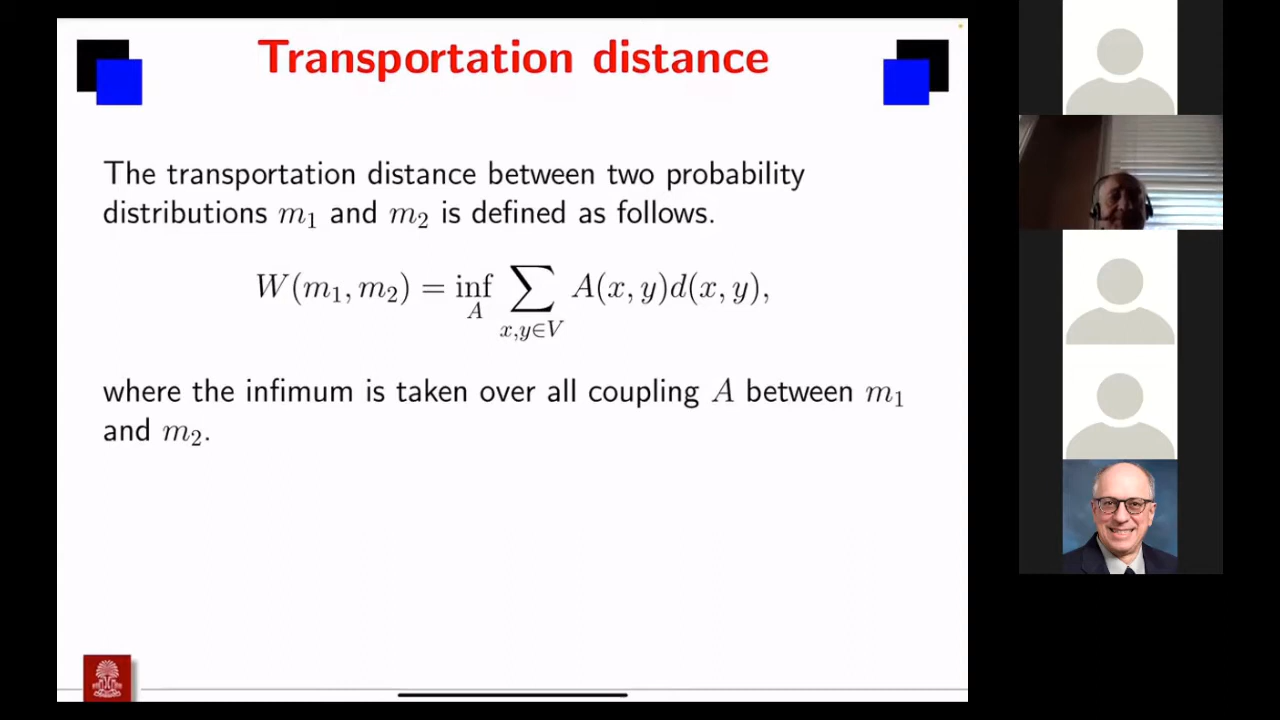 Transportation distance
The transportation distance between two probability
distributions m₁ and m₂ is defined as follows.
W(m₁, m₂) = inf_A ∑_{x,y∈V} A(x, y)d(x, y),
where the infimum is taken over all coupling A between m₁
and m₂.